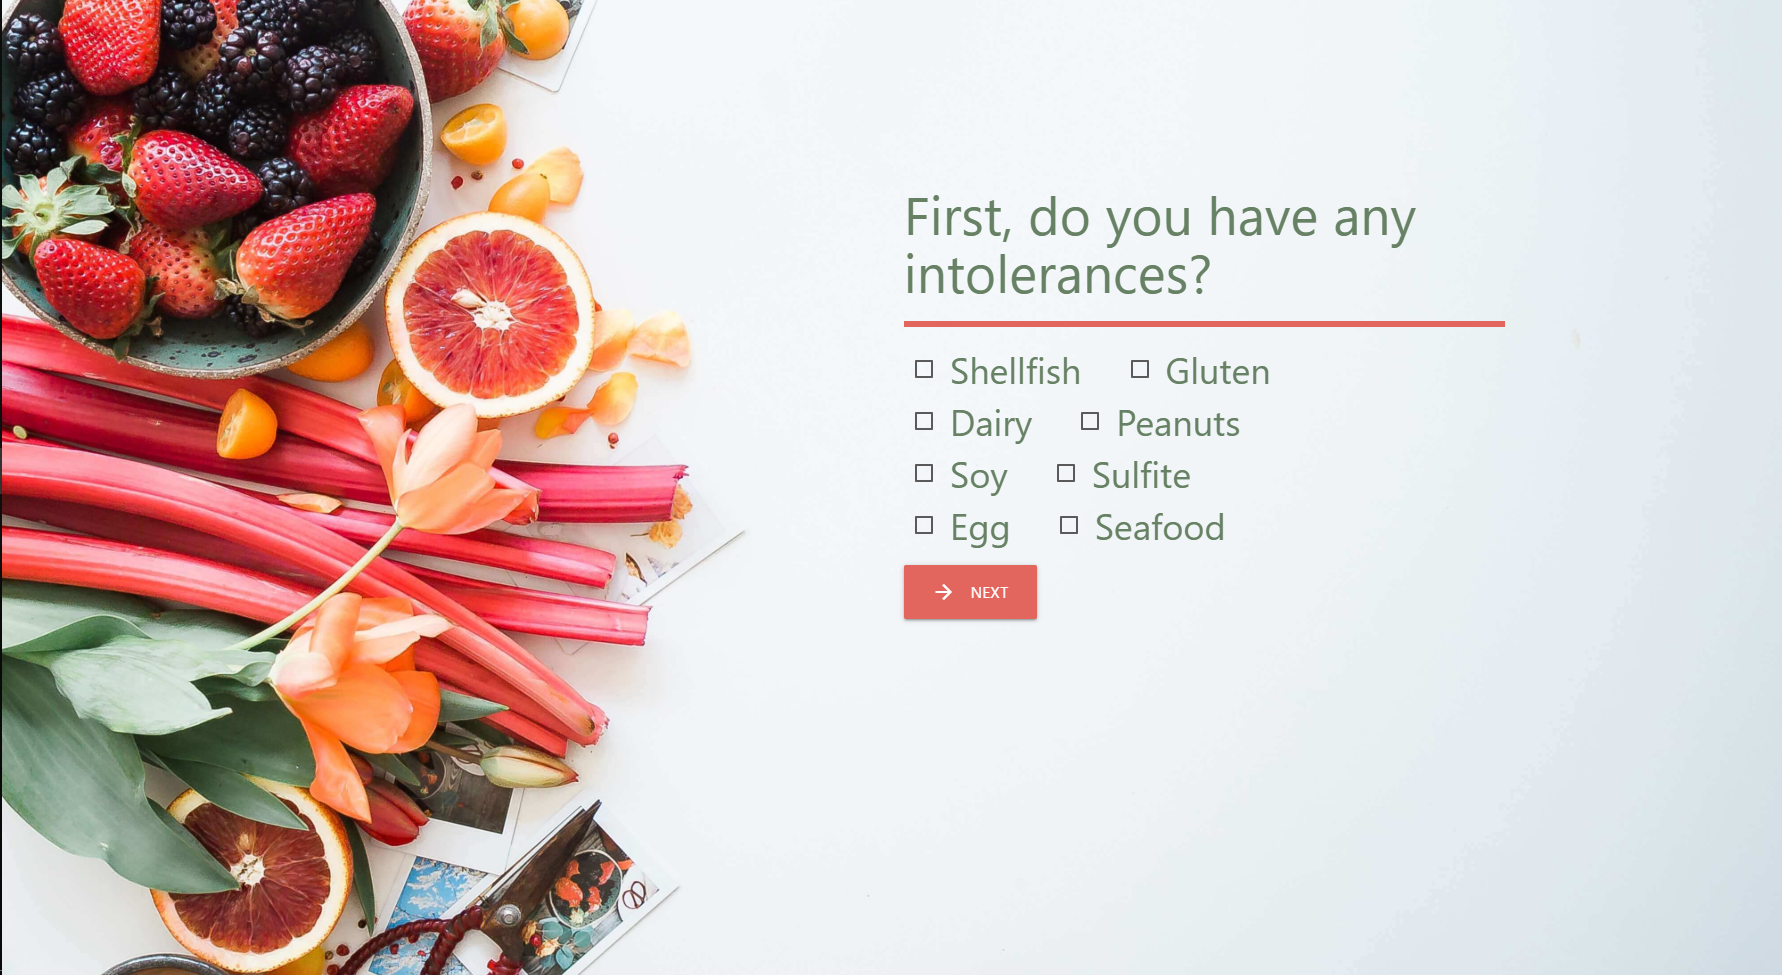 First, do you have any
intolerances?
Shellfish Gluten
Dairy Peanuts
Soy Sulfite
Egg Seafood
NEXT